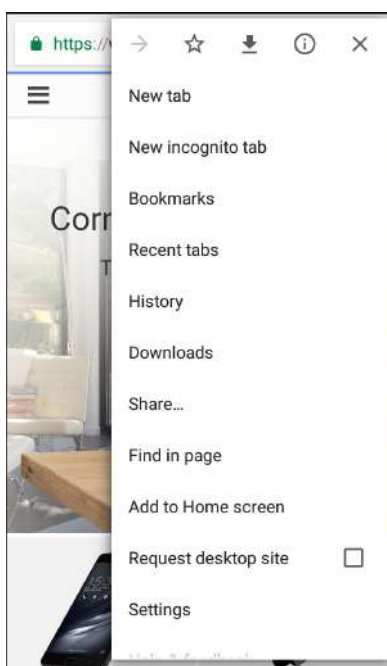 https://
New tab
New incognito tab
Bookmarks
Recent tabs
History
Downloads
Share...
Find in page
Add to Home screen
Request desktop site
Settings